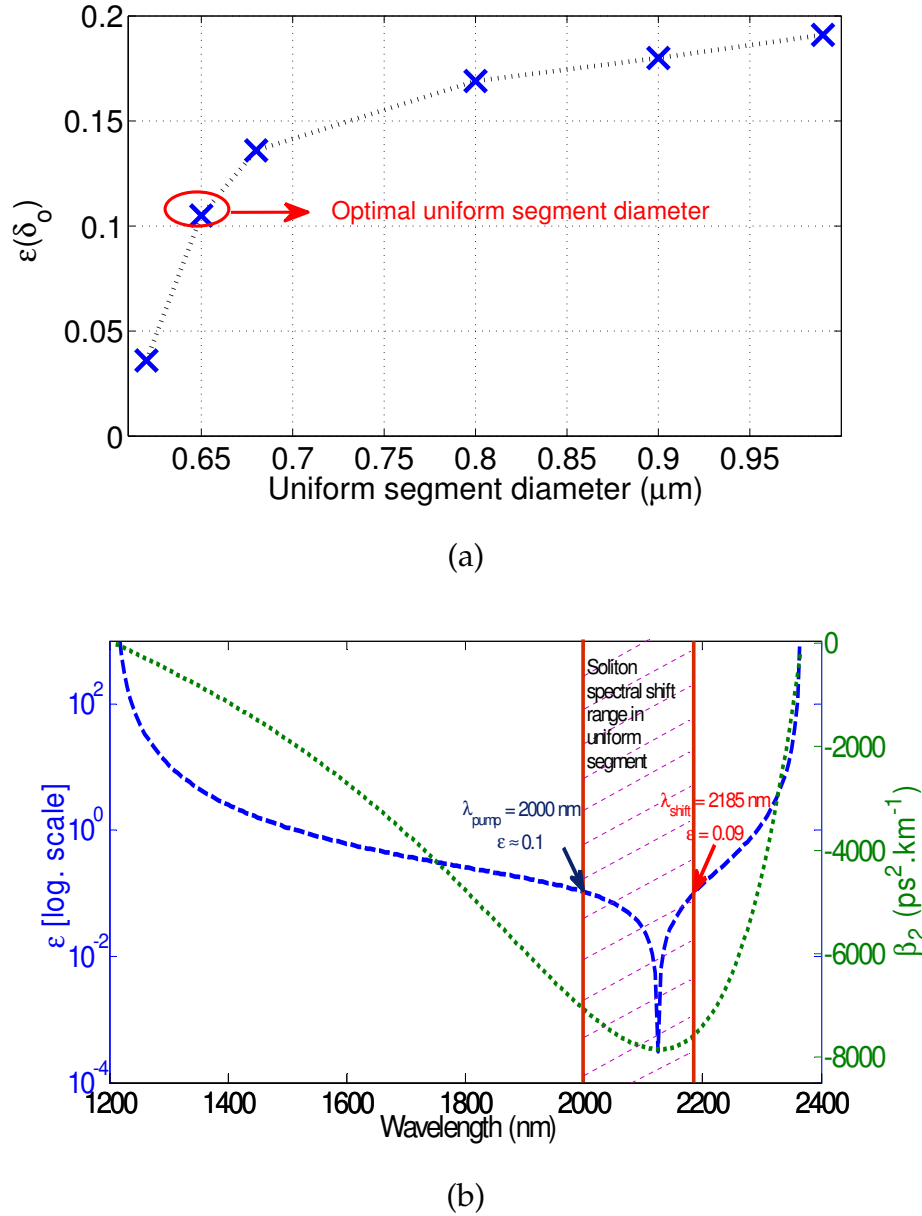 0.2
0.15
0.1
0.05
0
ε(δₒ)
Optimal uniform segment diameter
0.65 0.7 0.75 0.8 0.85 0.9 0.95
Uniform segment diameter (μm)
(a)
10²
10⁰
10⁻²
10⁻⁴
ε [log. scale]
Soliton
spectral shift
range in
uniform
segment
λpump = 2000 nm
ε ≈ 0.1
λshift = 2185 nm
ε = 0.09
0
-2000
-4000
-6000
-8000
β₂ (ps².km⁻¹)
1200 1400 1600 1800 2000 2200 2400
Wavelength (nm)
(b)